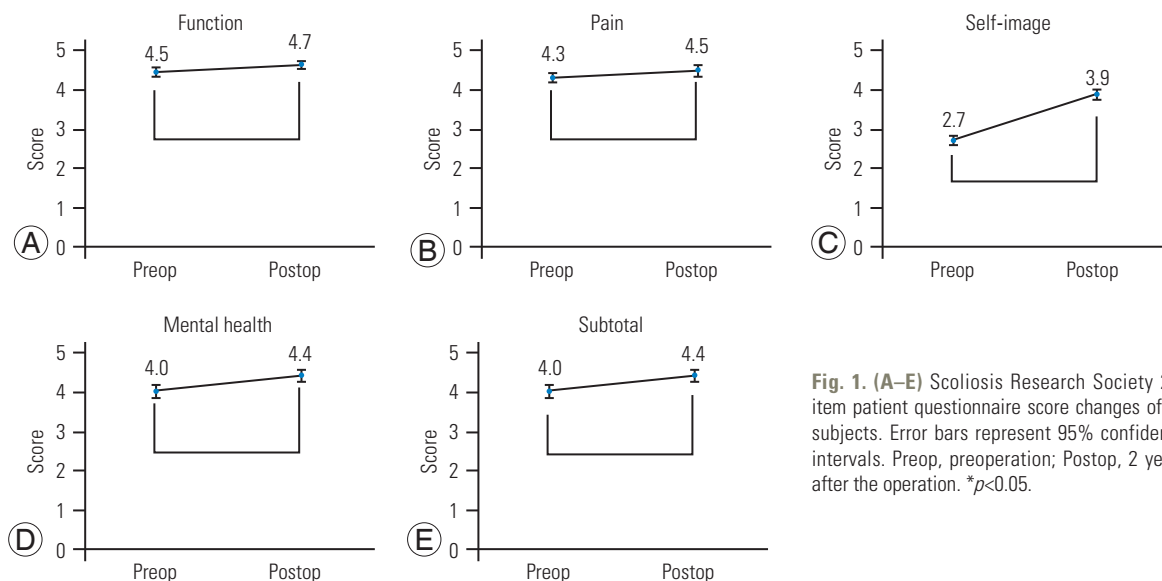 Function
4.5
4.7
5
4
3
2
1
0
Score
Preop
Postop
A
Pain
4.3
4.5
5
4
3
2
1
0
Score
Preop
Postop
B
Self-image
2.7
3.9
5
4
3
2
1
0
Score
Preop
Postop
C
Mental health
4.0
4.4
5
4
3
2
1
0
Score
Preop
Postop
D
Subtotal
4.0
4.4
5
4
3
2
1
0
Score
Preop
Postop
E
Fig. 1. (A–E) Scoliosis Research Society
item patient questionnaire score changes of
subjects. Error bars represent 95% confiden
intervals. Preop, preoperation; Postop, 2 ye
after the operation. *p<0.05.